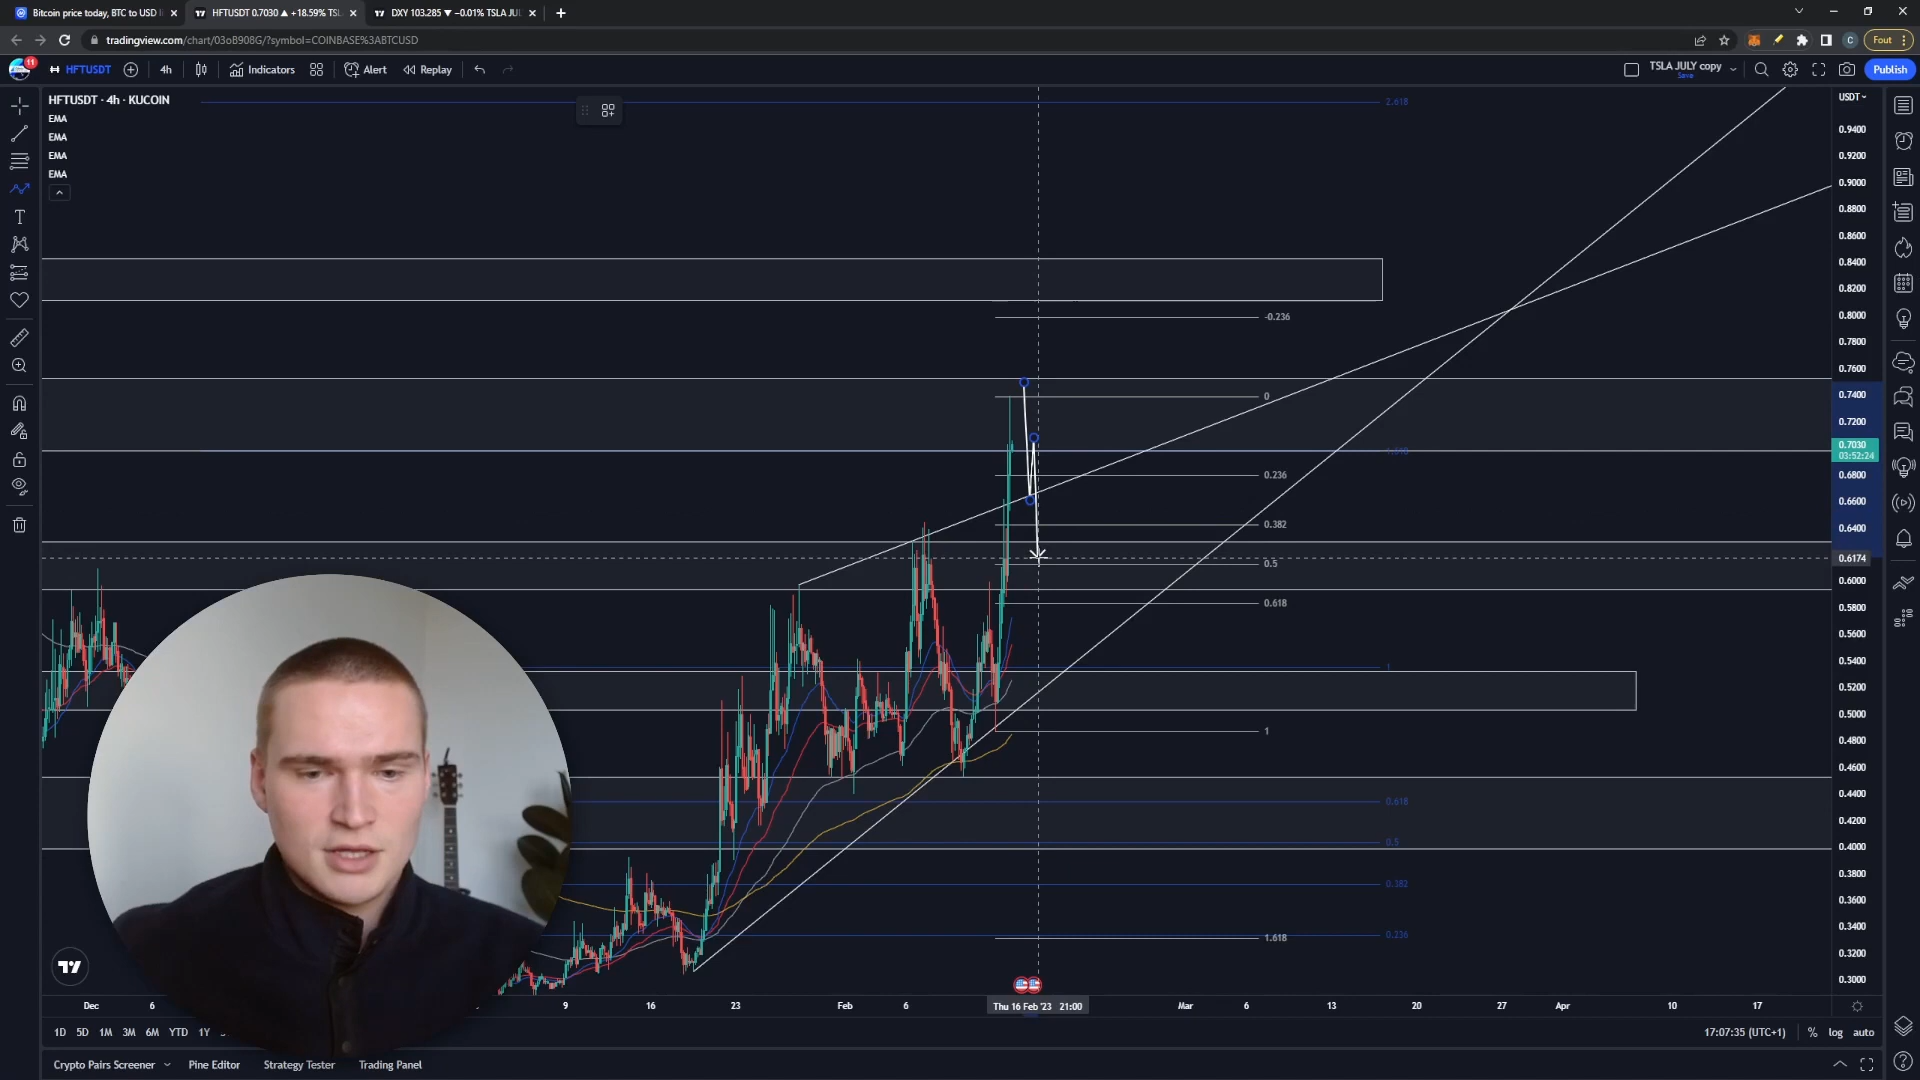 Bitcoin price today, BTC to USD li
HFTUSDT 0.7030 ▲ +18.59% TSL
DXY 103.285 ▼ −0.01% TSLA JUL
tradingview.com/chart/03oB908G/?symbol=COINBASE%3ABTCUSD
Fout
11
HFTUSDT
4h
Indicators
Alert
Replay
TSLA JULY copy
Save
Publish
HFTUSDT · 4h · KUCOIN
EMA
EMA
EMA
EMA
USDT
2.618
0.9400
0.9200
0.9000
0.8800
0.8600
0.8400
0.8200
-0.236
0.8000
0.7800
0.7600
0
0.7400
0.7200
0.7030
03:52:24
0.236
0.6800
0.6600
0.382
0.6400
0.6174
0.5
0.6000
0.618
0.5800
0.5600
0.5400
1
0.5200
0.5000
1
0.4800
0.4600
0.4400
0.618
0.4200
0.5
0.4000
0.3800
0.382
0.3600
0.3400
0.236
1.618
0.3200
0.3000
Dec
6
9
16
23
Feb
6
Thu 16 Feb '23 21:00
Mar
6
13
20
27
Apr
10
17
1D
5D
1M
3M
6M
YTD
1Y
17:07:35 (UTC+1)
%
log
auto
Crypto Pairs Screener
Pine Editor
Strategy Tester
Trading Panel